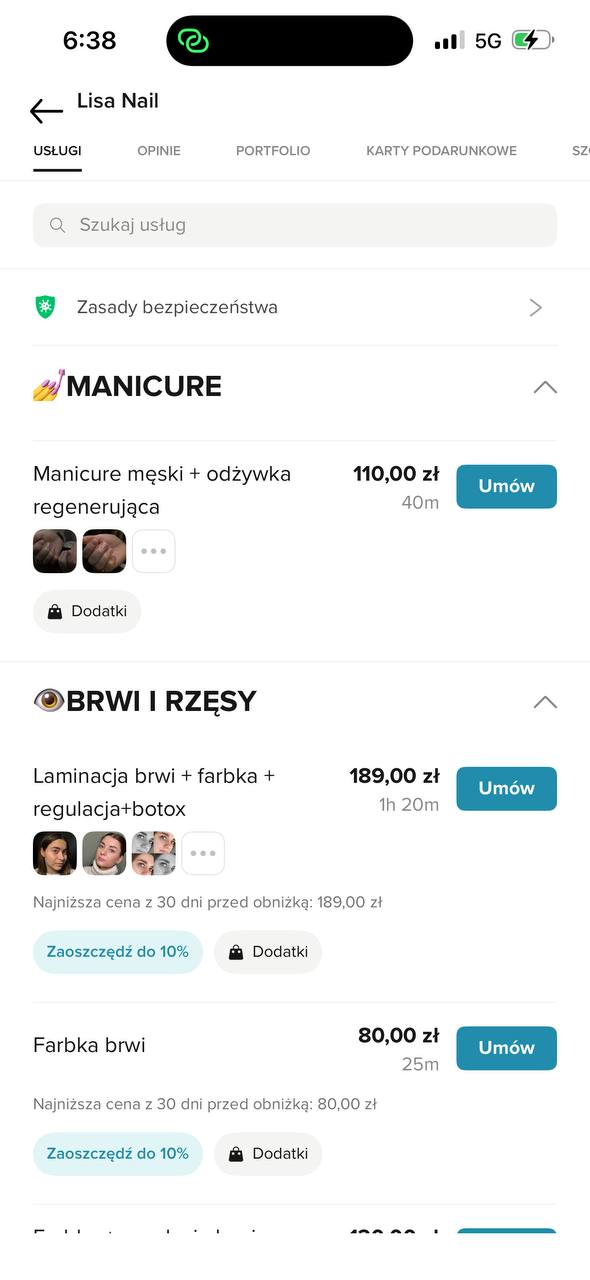 6:38
5G
Lisa Nail
USŁUGI
OPINIE
PORTFOLIO
KARTY PODARUNKOWE
Szukaj usług
Zasady bezpieczeństwa
💅MANICURE
Manicure męski + odżywka
regenerująca
110,00 zł
40m
Umów
Dodatki
👁️BRWI I RZĘSY
Laminacja brwi + farbka +
regulacja+botox
189,00 zł
1h 20m
Umów
Najniższa cena z 30 dni przed obniżką: 189,00 zł
Zaoszczędź do 10%
Dodatki
Farbka brwi
80,00 zł
25m
Umów
Najniższa cena z 30 dni przed obniżką: 80,00 zł
Zaoszczędź do 10%
Dodatki